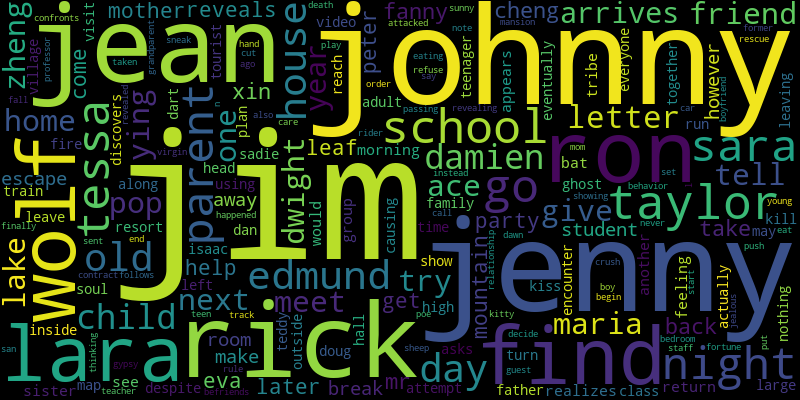 confronts
zheng
jean
visit
come
mother
reveals
house
year
video
reach
peter
fanny
cheng
arrives
friend
death
attacked
sunny
mansion
former
rescue
johnny
play
eating
note
refuse
say
order
revealing
passing
adult
teenager
appears
tribe
everyone
eventually
together
however
car
boyfriend
leaving
village
professor
taken
sneak
grandparent
tourist
hand
cut
ago
home
fire
discovers
tessa
ying
dart
xin
one
plan
revealed
n
also
care
leaf
morning
school
letter
run
mom
bat
rider
instead
damien
ron
sara
tell
wolf
parent
sadie
head
dwight
ace
go
ghost
set
behavior
virgin
jim
escape
train
along
pop
using
away
would
group
causing
family
give
showing
taylor
young
kill
leave
resort
happened
dan
call
time
party
student
never
take
may
eat
lake
finally
end
sent
old
isaac
help
left
edmund
show
try
high
mountain
relationship
dawn
kiss
encounter
jenny
another
feeling
actually
push
nothing
contract
follows
soul
child
next
meet
get
crush
boy
begin
start
jealous
inside
teen
track
room
make
teddy
outside
hall
poe
kitty
maria
back
put
san
lara
thinking
gypsy
rick
doug
sheep
asks
day
decide
find
turn
guest
staff
fortune
bedroom
night
sister
map
see
teacher
despite
rule
eva
befriends
later
break
mr
attempt
father
realizes
class
return
large